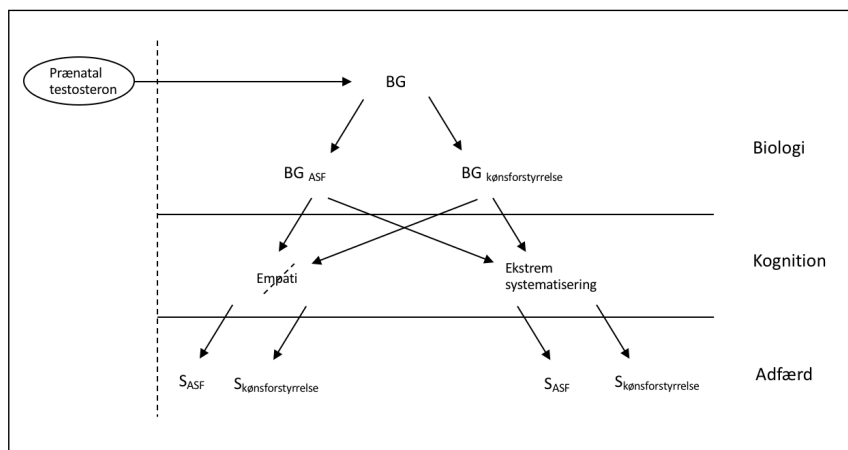 Prænatal
testosteron
BG
Biologi
BG ASF
BG kønsforstyrrelse
Empati
Ekstrem
systematisering
Kognition
SASF
Skønsforstyrrelse
SASF
Skønsforstyrrelse
Adfærd